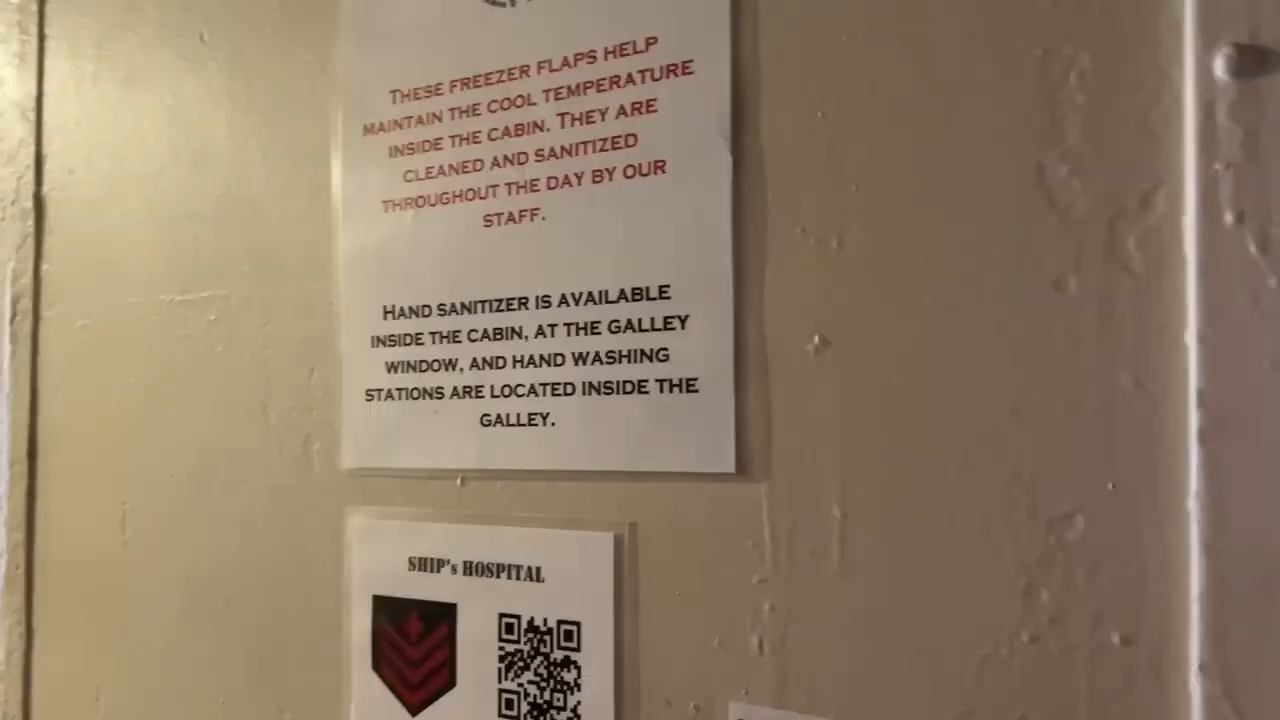 THESE FREEZER FLAPS HELP
MAINTAIN THE COOL TEMPERATURE
INSIDE THE CABIN. THEY ARE
CLEANED AND SANITIZED
THROUGHOUT THE DAY BY OUR
STAFF.
HAND SANITIZER IS AVAILABLE
INSIDE THE CABIN, AT THE GALLEY
WINDOW, AND HAND WASHING
STATIONS ARE LOCATED INSIDE THE
GALLEY.
SHIP's HOSPITAL